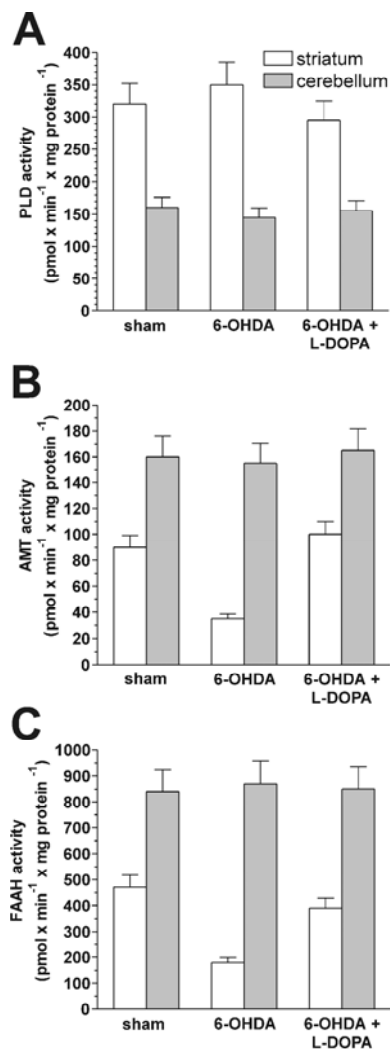 A
PLD activity
(pmol x min⁻¹ x mg protein ⁻¹)
400
350
300
250
200
150
100
50
0
striatum
cerebellum
sham
6-OHDA
6-OHDA +
L-DOPA
B
AMT activity
(pmol x min⁻¹ x mg protein ⁻¹)
200
180
160
140
120
100
80
60
40
20
0
sham
6-OHDA
6-OHDA +
L-DOPA
C
FAAH activity
(pmol x min⁻¹ x mg protein ⁻¹)
1000
900
800
700
600
500
400
300
200
100
0
sham
6-OHDA
6-OHDA +
L-DOPA